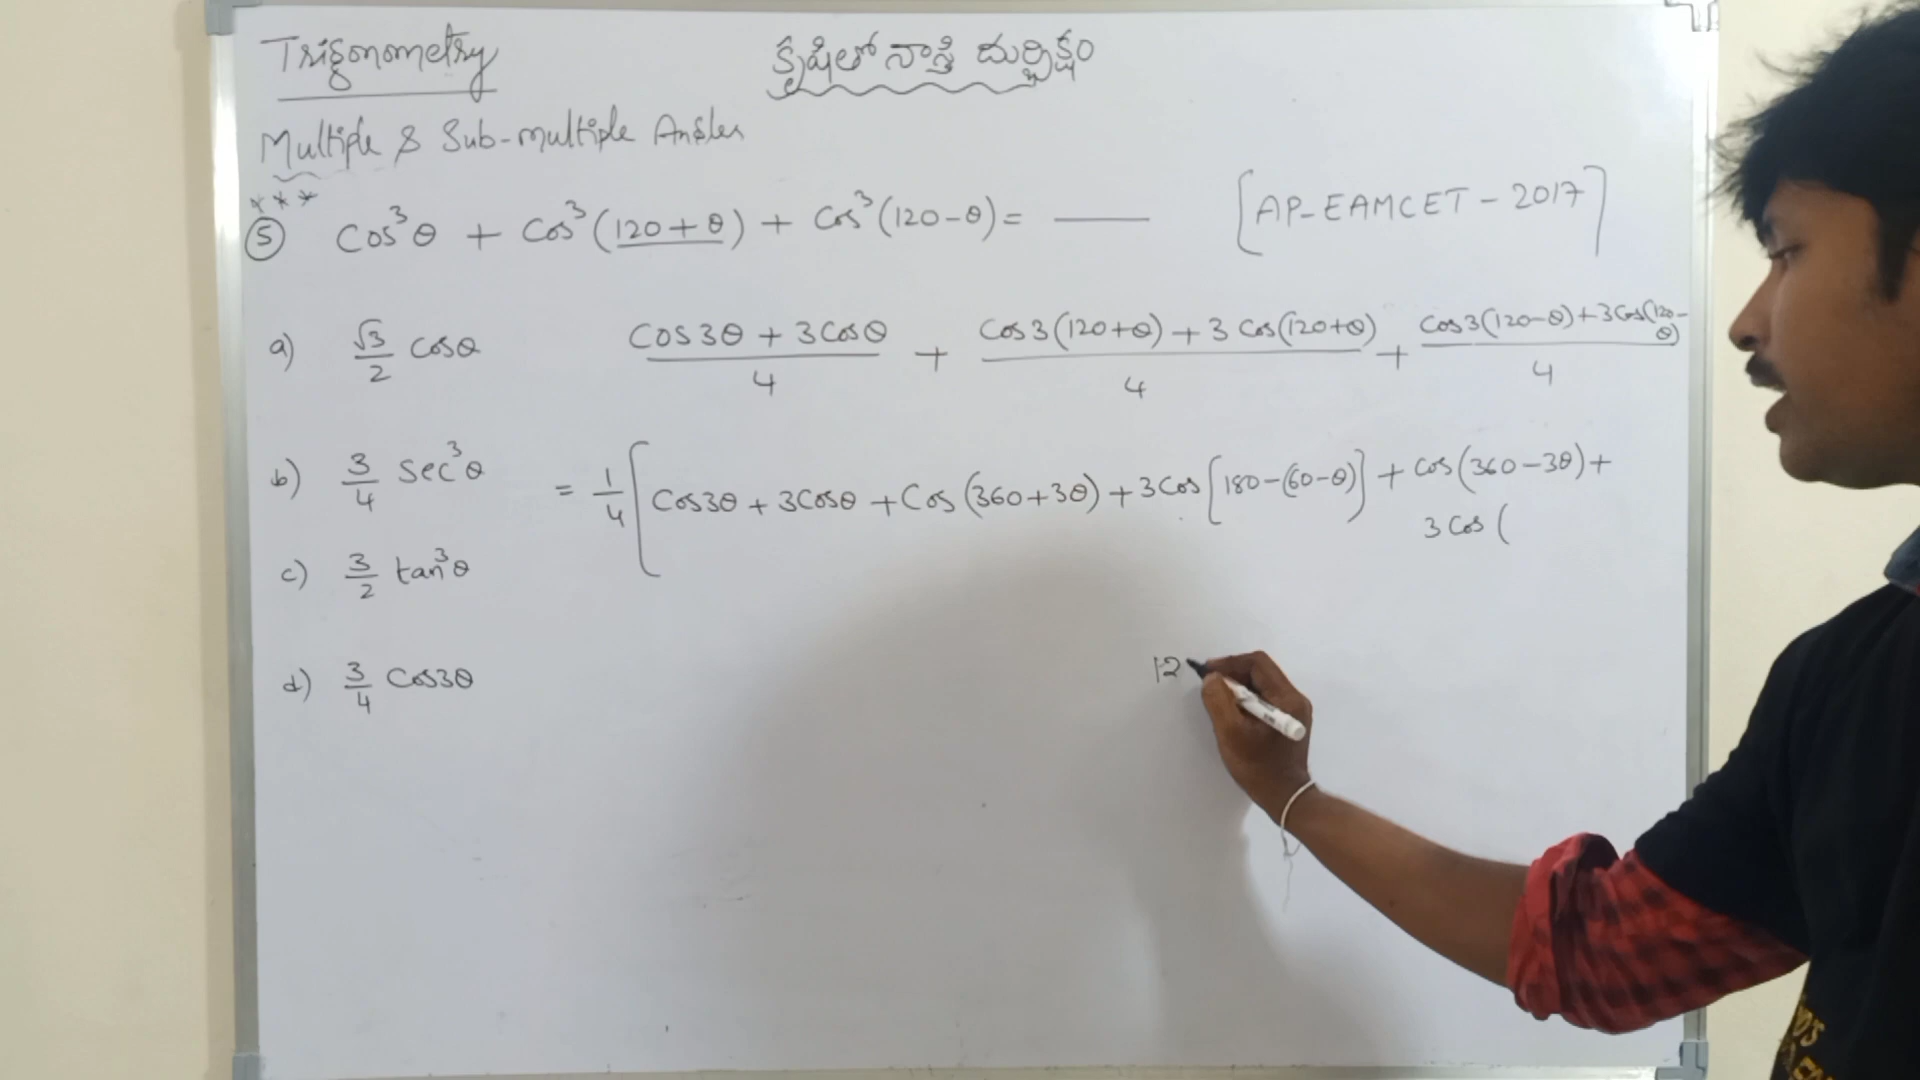 Trigonometry
కృషితో నాస్తి దుర్భిక్షం
Multiple & Sub-multiple Angles
***
⑤ Cos³θ + Cos³(120+θ) + Cos³(120-θ) = ——— [AP-EAMCET-2017]
a) √3/2 cosθ
b) 3/4 Sec³θ
c) 3/2 tan³θ
d) 3/4 Cos3θ
(Cos3θ + 3Cosθ)/4 + (Cos3(120+θ) + 3Cos(120+θ))/4 + (Cos3(120-θ) + 3Cos(120-θ))/4
= 1/4 [Cos3θ + 3Cosθ + Cos(360+3θ) + 3Cos[180-(60-θ)] + Cos(360-3θ) +
3Cos(
12